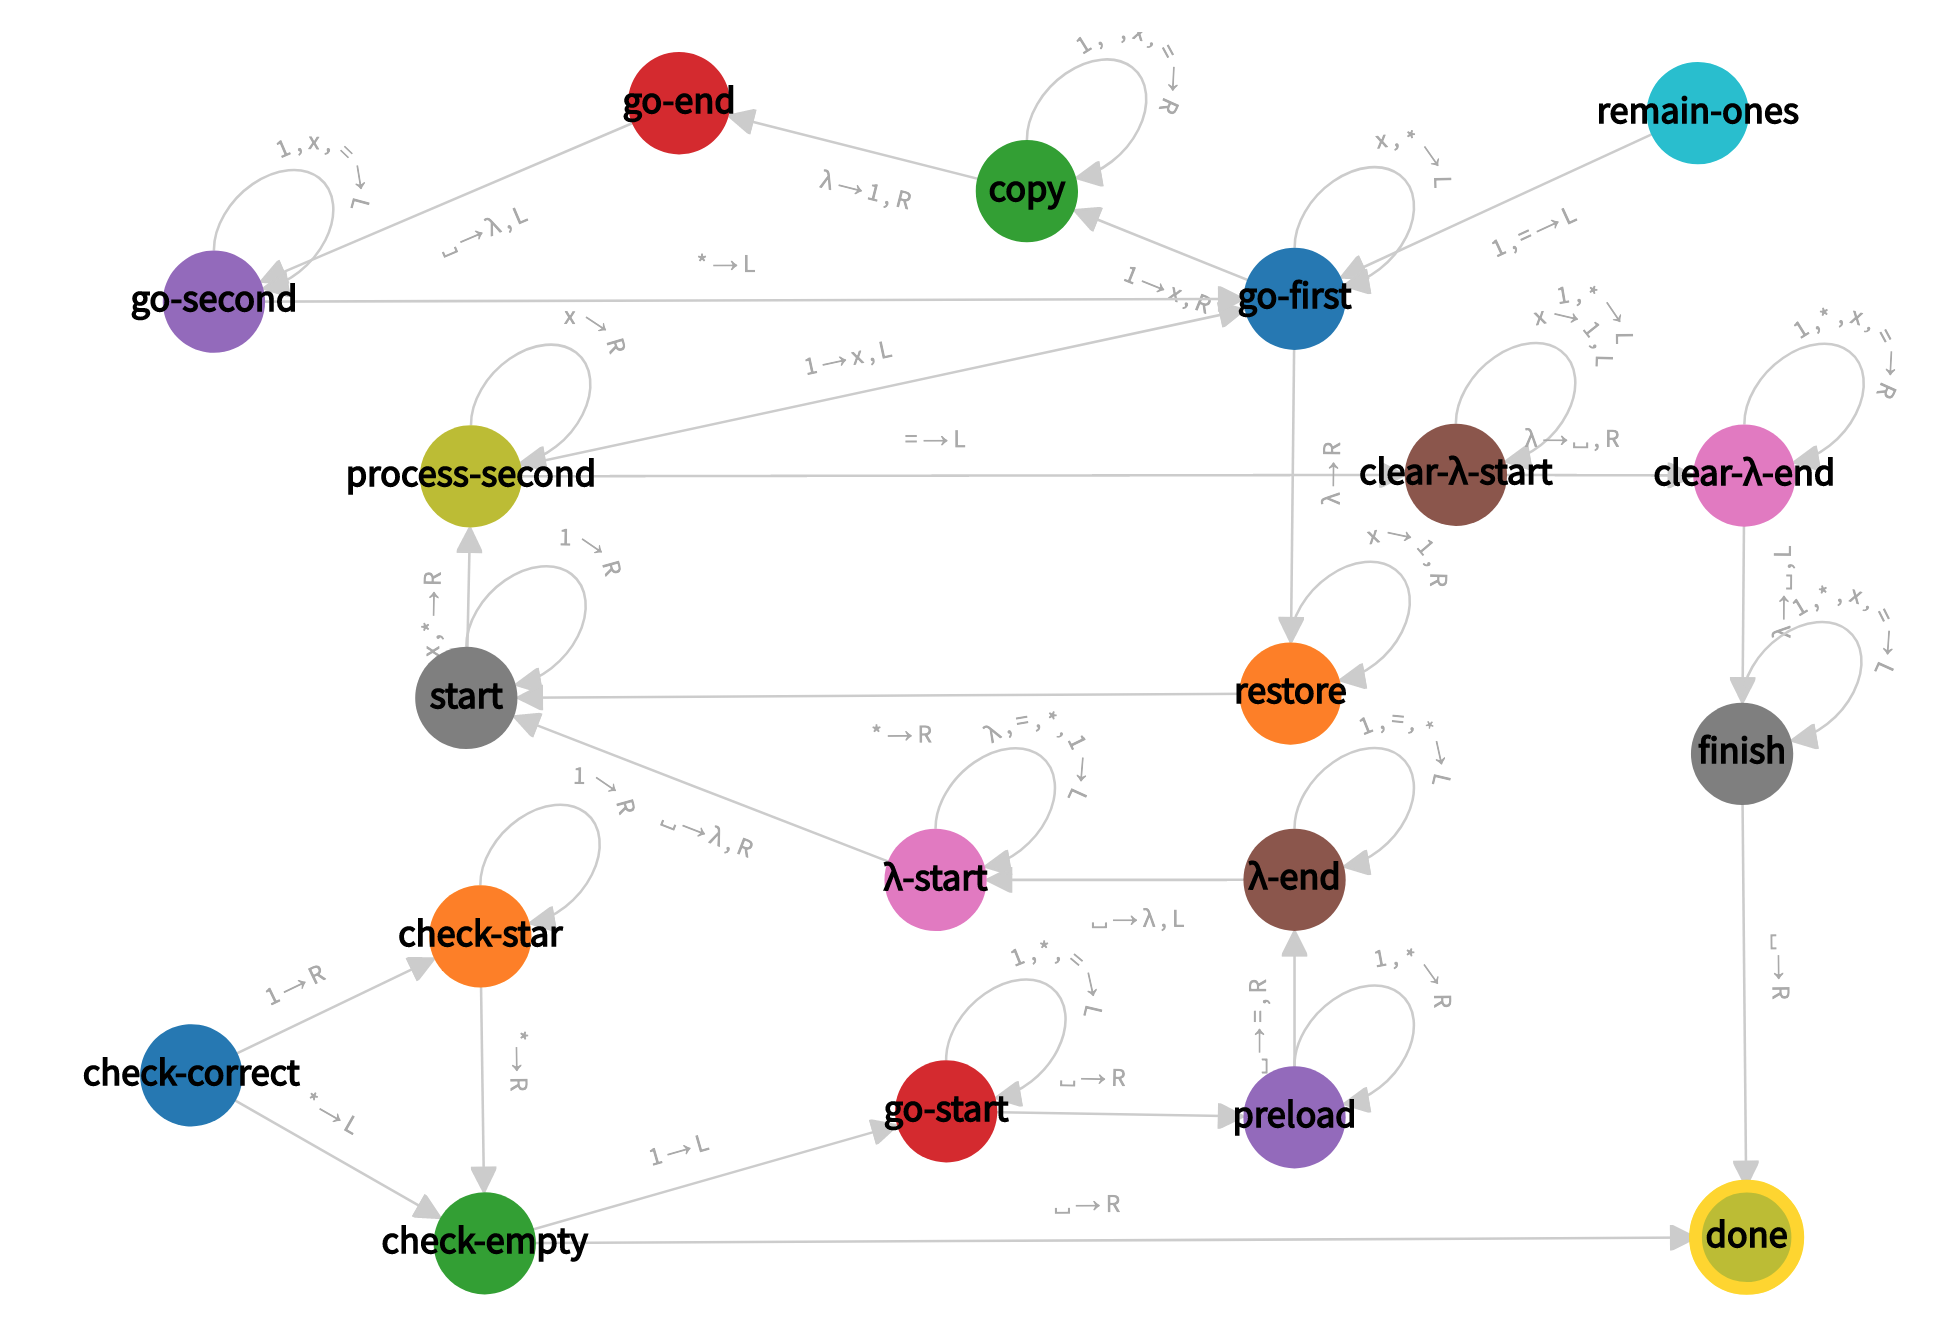 1,*,x,=→R
go-end
remain-ones
1,x,=→L
x,*→L
copy
λ→1,R
␣→λ,L
1,=→L
*→L
1→x,R
go-second
go-first
x→R
1,*→L
x→1,L
1,*,x,=→R
1→x,L
=→L
λ→␣,R
process-second
clear-λ-start
clear-λ-end
λ→R
1→R
x→1,R
λ→␣,L
x,*→R
1,*,x,=→L
start
restore
*→R
λ,=,*,1→L
1,=,*→L
finish
1→R
␣→λ,R
λ-start
λ-end
check-star
␣→λ,L
1→R
1,*,=→L
1,*→R
␣→R
*→R
␣→=,R
check-correct
␣→R
*→L
go-start
preload
1→L
␣→R
check-empty
done